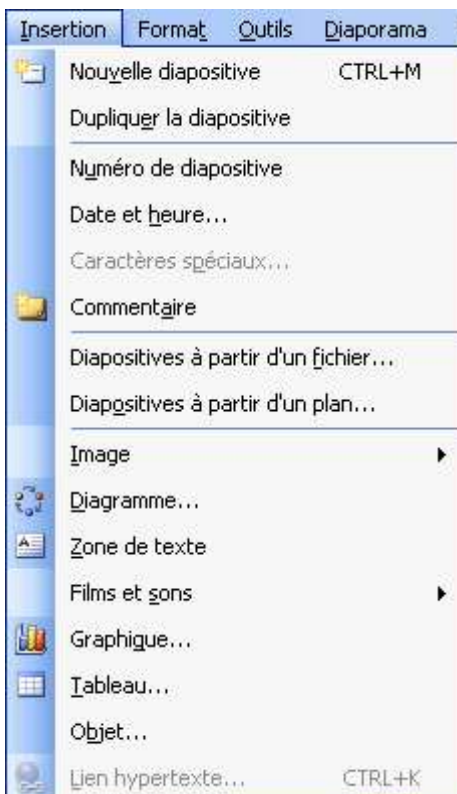 Insertion Format Outils Diaporama
Nouvelle diapositive CTRL+M
Dupliquer la diapositive
Numéro de diapositive
Date et heure...
Caractères spéciaux...
Commentaire
Diapositives à partir d'un fichier...
Diapositives à partir d'un plan...
Image
Diagramme...
Zone de texte
Films et sons
Graphique...
Tableau...
Objet...
Lien hypertexte... CTRL+K